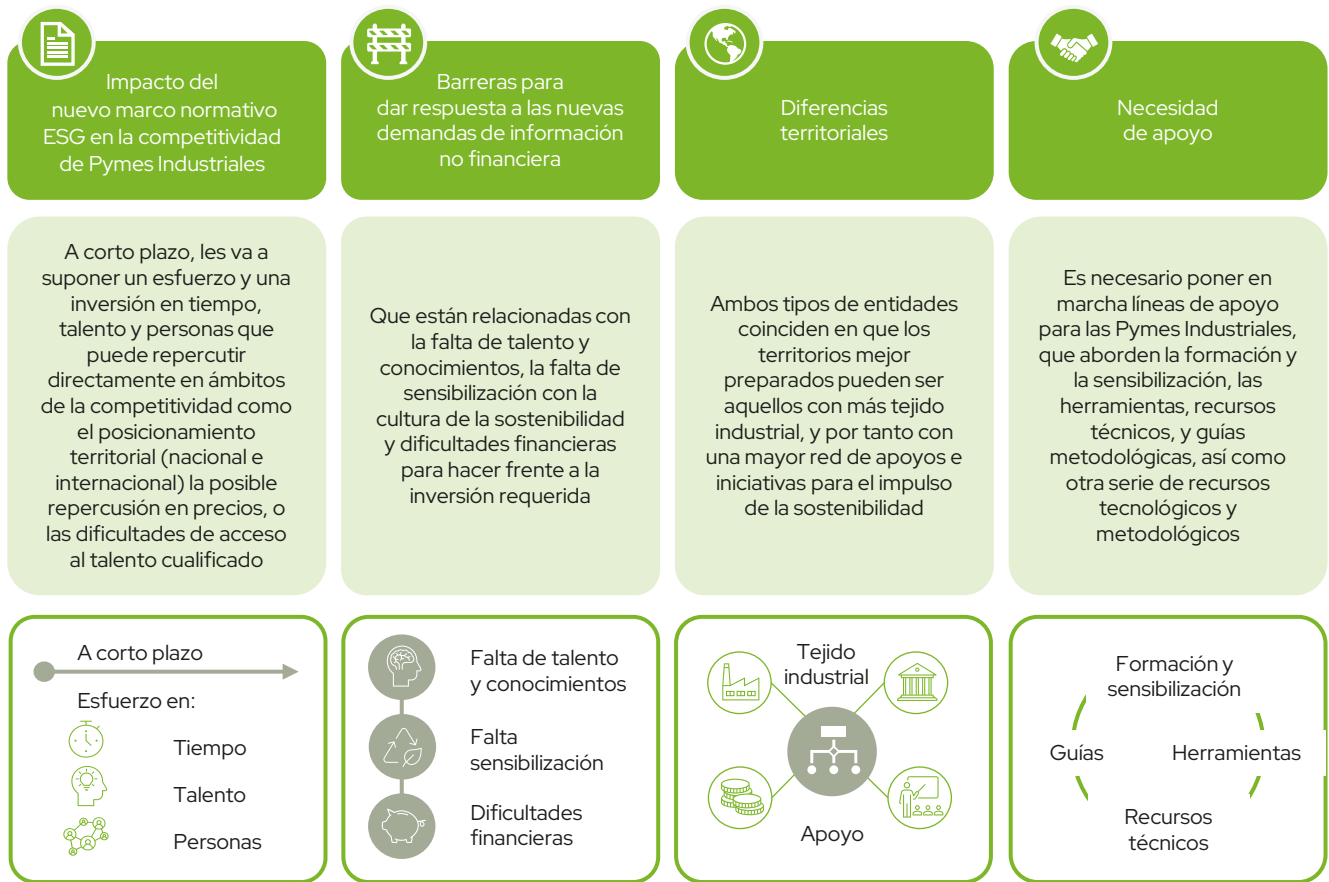 Impacto del
nuevo marco normativo
ESG en la competitividad
de Pymes Industriales
Barreras para
dar respuesta a las nuevas
demandas de información
no financiera
Diferencias
territoriales
Necesidad
de apoyo
A corto plazo, les va a
suponer un esfuerzo y una
inversión en tiempo,
talento y personas que
puede repercutir
directamente en ámbitos
de la competitividad como
el posicionamiento
territorial (nacional e
internacional) la posible
repercusión en precios, o
las dificultades de acceso
al talento cualificado
Que están relacionadas con
la falta de talento y
conocimientos, la falta de
sensibilización con la
cultura de la sostenibilidad
y dificultades financieras
para hacer frente a la
inversión requerida
Ambos tipos de entidades
coinciden en que los
territorios mejor
preparados pueden ser
aquellos con más tejido
industrial, y por tanto con
una mayor red de apoyos e
iniciativas para el impulso
de la sostenibilidad
Es necesario poner en
marcha líneas de apoyo
para las Pymes Industriales,
que aborden la formación y
la sensibilización, las
herramientas, recursos
técnicos, y guías
metodológicas, así como
otra serie de recursos
tecnológicos y
metodológicos
A corto plazo
Esfuerzo en:
Tiempo
Talento
Personas
Falta de talento
y conocimientos
Falta
sensibilización
Dificultades
financieras
Tejido
industrial
Apoyo
Formación y
sensibilización
Guías
Herramientas
Recursos
técnicos